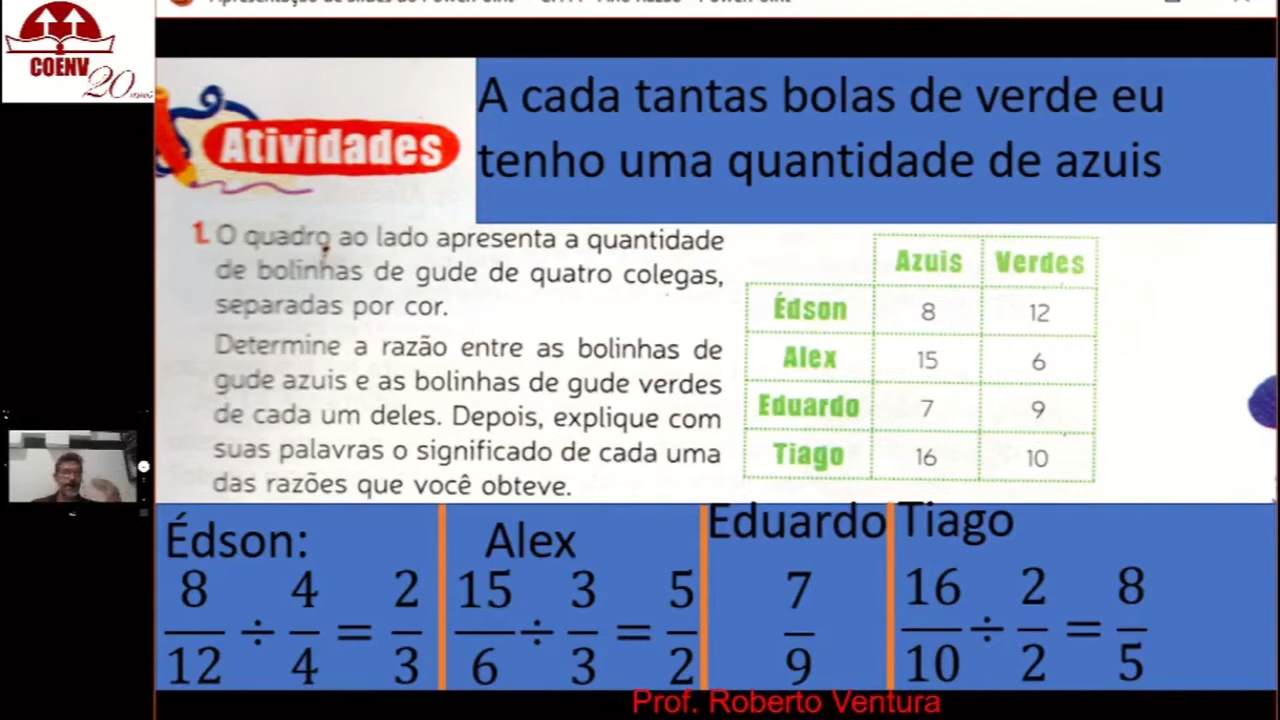 COENV
20 anos
A cada tantas bolas de verde eu
tenho uma quantidade de azuis
Atividades
1. O quadro ao lado apresenta a quantidade
de bolinhas de gude de quatro colegas,
separadas por cor.
Determine a razão entre as bolinhas de
gude azuis e as bolinhas de gude verdes
de cada um deles. Depois, explique com
suas palavras o significado de cada uma
das razões que você obteve.
Azuis Verdes
Édson 8 12
Alex 15 6
Eduardo 7 9
Tiago 16 10
Édson:
8/12 ÷ 4/4 = 2/3
Alex
15/6 ÷ 3/3 = 5/2
Eduardo
7/9
Tiago
16/10 ÷ 2/2 = 8/5
Prof. Roberto Ventura